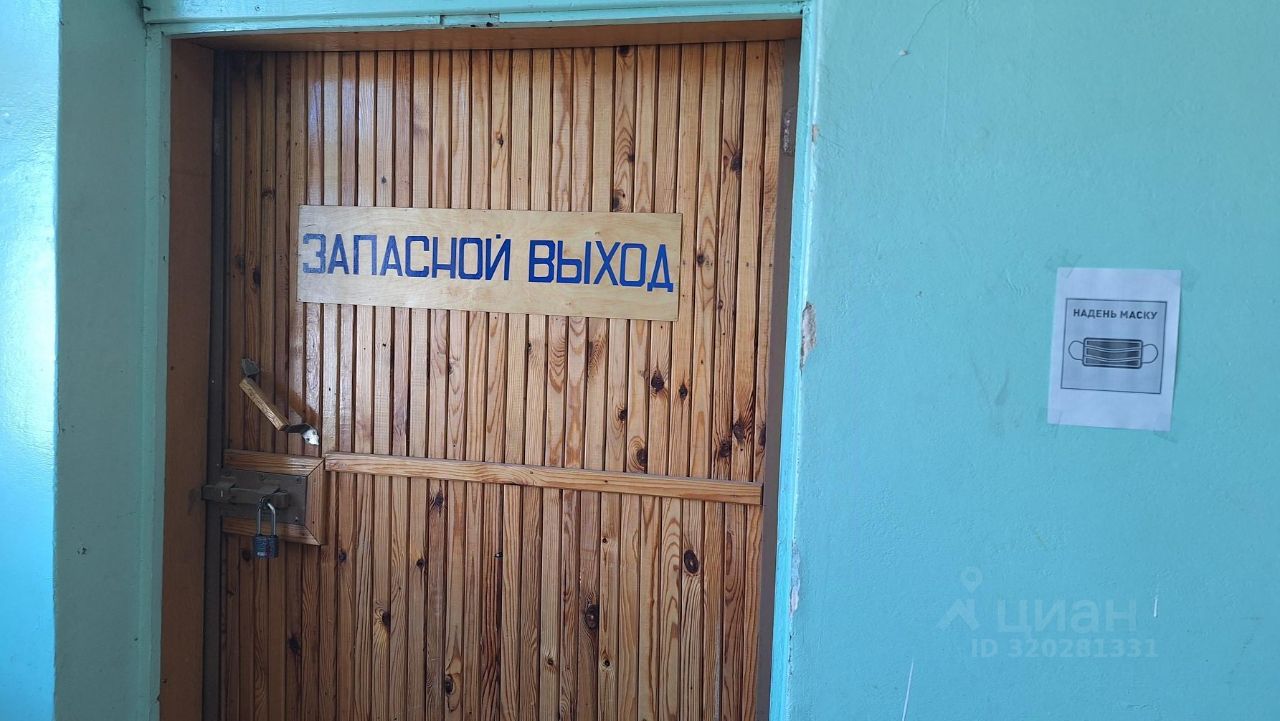 ЗАПАСНОЙ ВЫХОД
НАДЕНЬ МАСКУ
ЦИАН
ID 320281331